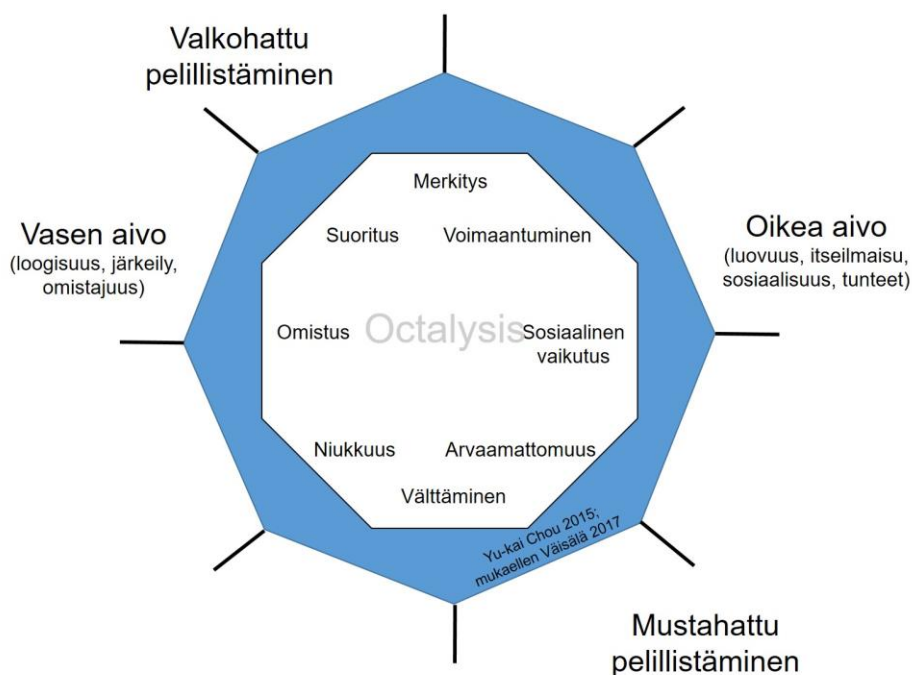 Valkohattu
pelillistäminen
Merkitys
Suoritus
Voimaantuminen
Vasen aivo
(loogisuus, järkeily,
omistajuus)
Oikea aivo
(luovuus, itseilmaisu,
sosiaalisuus, tunteet)
Omistus
Octalysis
Sosiaalinen
vaikutus
Niukkuus
Arvaamattomuus
Välttäminen
Yu-kai Chou 2015;
mukaellen Väisälä 2017
Mustahattu
pelillistäminen